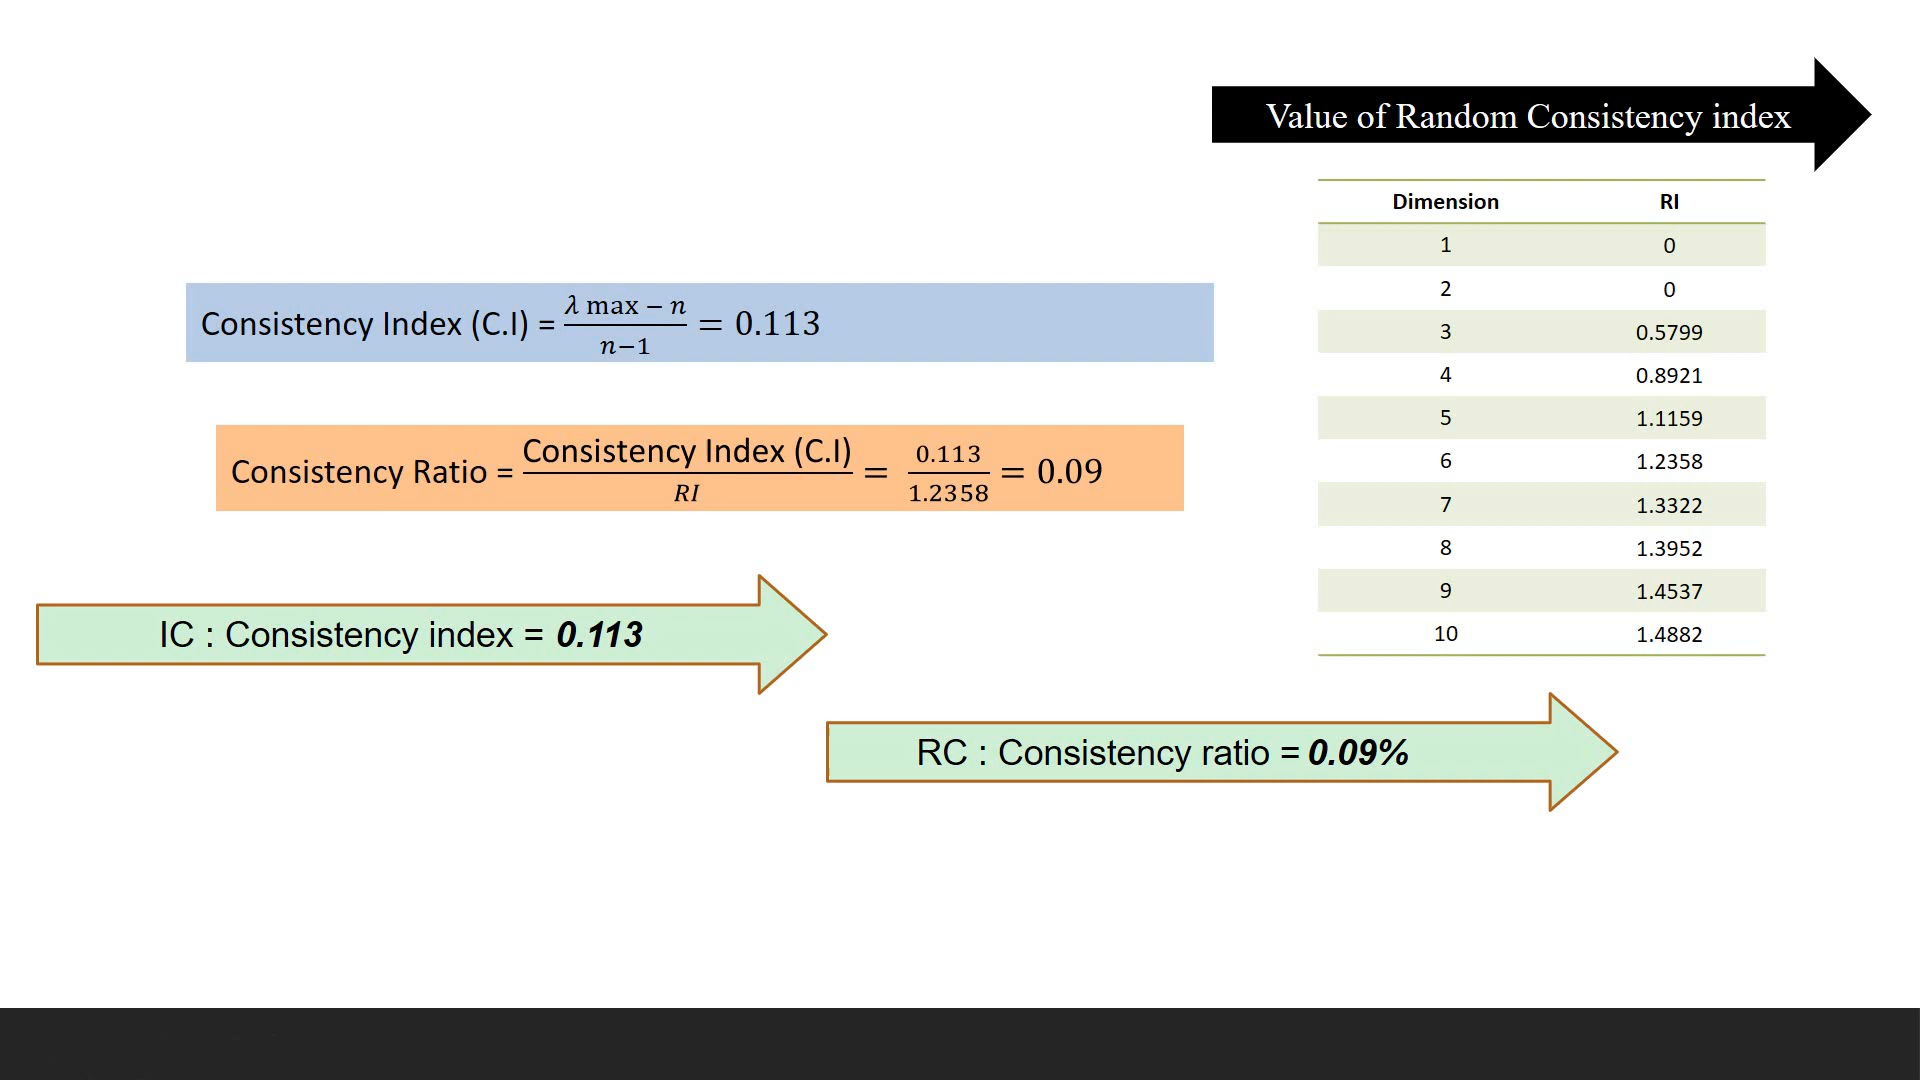 Value of Random Consistency index
Dimension RI
1 0
2 0
3 0.5799
4 0.8921
5 1.1159
6 1.2358
7 1.3322
8 1.3952
9 1.4537
10 1.4882
Consistency Index (C.I) = \frac{λ max − n}{n−1} = 0.113
Consistency Ratio = \frac{Consistency Index (C.I)}{RI} = \frac{0.113}{1.2358} = 0.09
IC : Consistency index = 0.113
RC : Consistency ratio = 0.09%